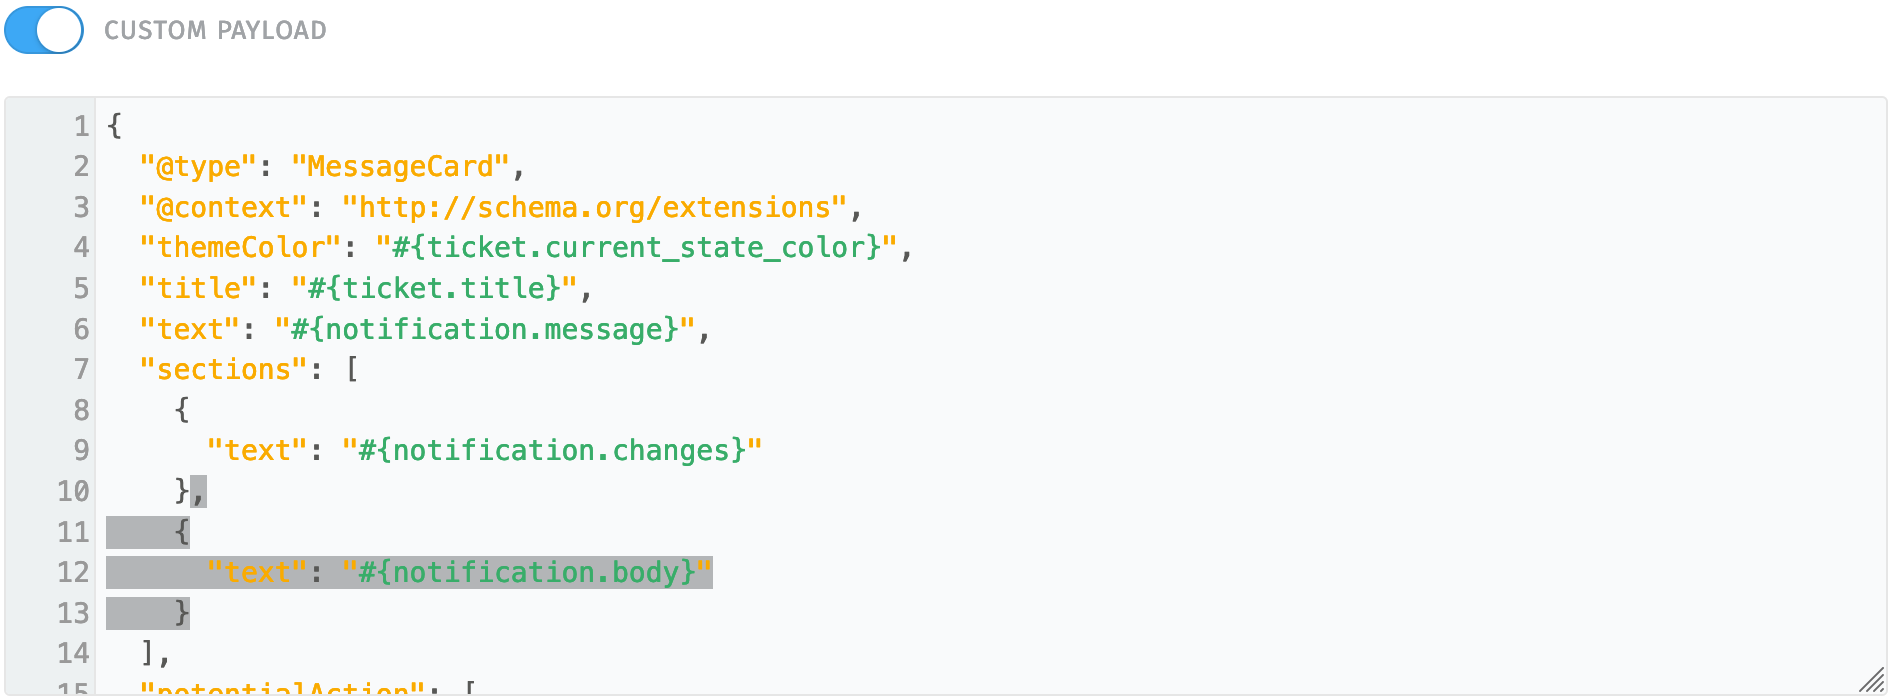 CUSTOM PAYLOAD
1 {
2   "@type": "MessageCard",
3   "@context": "http://schema.org/extensions",
4   "themeColor": "#{ticket.current_state_color}",
5   "title": "#{ticket.title}",
6   "text": "#{notification.message}",
7   "sections": [
8     {
9       "text": "#{notification.changes}"
10     },
11     {
12       "text": "#{notification.body}"
13     }
14   ],
15   "potentialAction": [